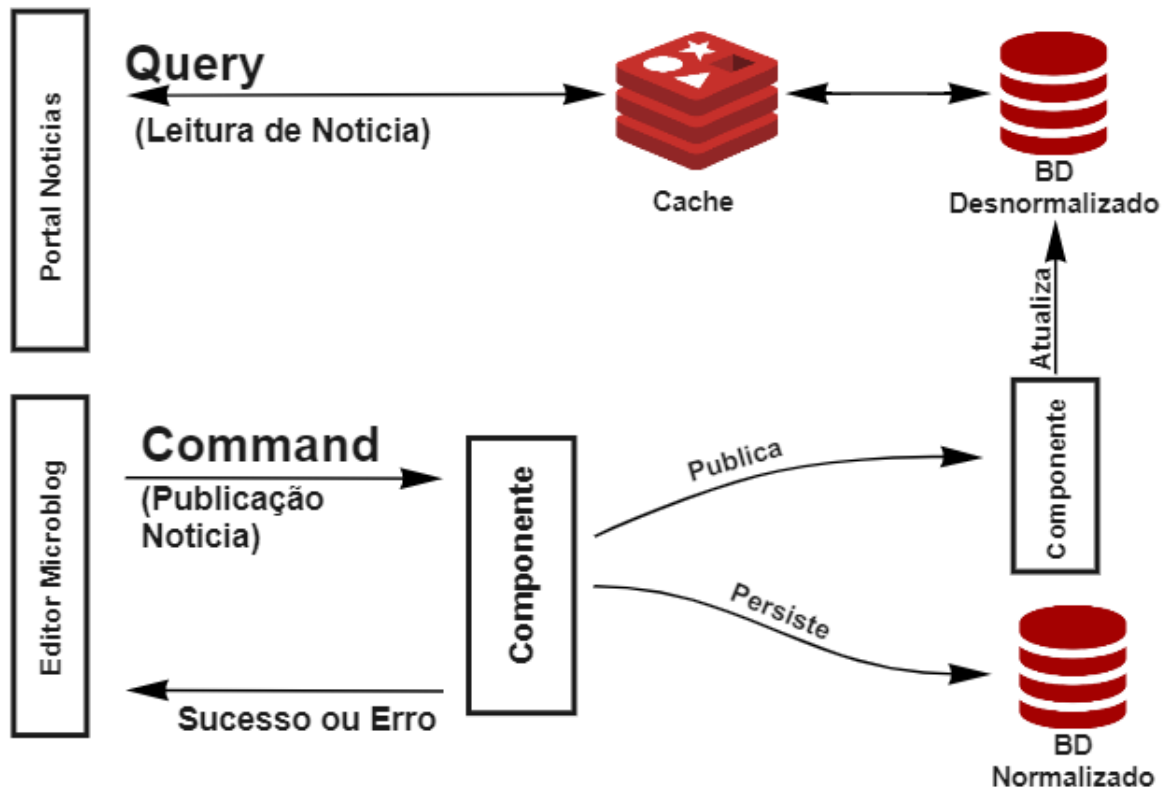 Portal Noticias
Query
(Leitura de Noticia)
Cache
BD
Desnormalizado
Atualiza
Editor Microblog
Command
(Publicação
Noticia)
Sucesso ou Erro
Componente
Publica
Persiste
Componente
BD
Normalizado